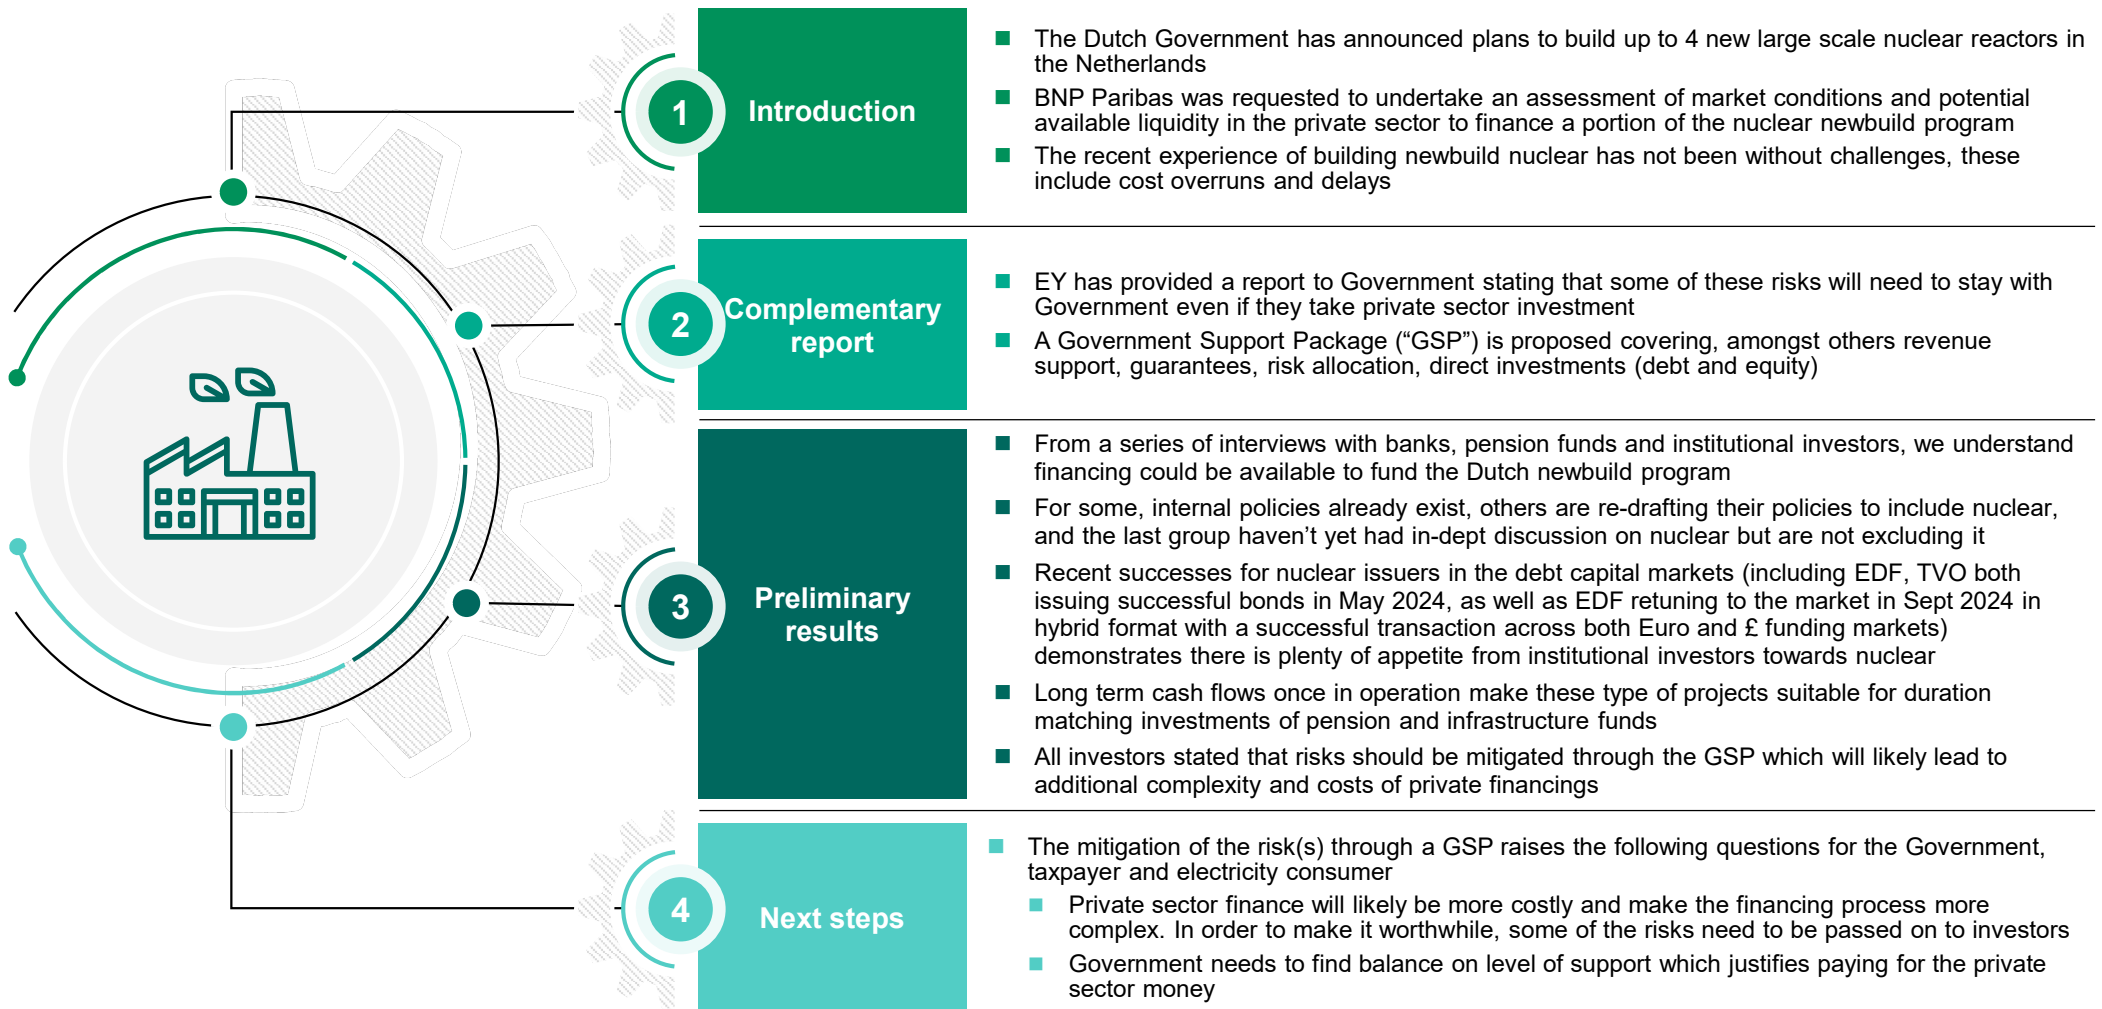 1
Introduction
The Dutch Government has announced plans to build up to 4 new large scale nuclear reactors in
the Netherlands
BNP Paribas was requested to undertake an assessment of market conditions and potential
available liquidity in the private sector to finance a portion of the nuclear newbuild program
The recent experience of building newbuild nuclear has not been without challenges, these
include cost overruns and delays
2
Complementary
report
EY has provided a report to Government stating that some of these risks will need to stay with
Government even if they take private sector investment
A Government Support Package (“GSP”) is proposed covering, amongst others revenue
support, guarantees, risk allocation, direct investments (debt and equity)
3
Preliminary
results
From a series of interviews with banks, pension funds and institutional investors, we understand
financing could be available to fund the Dutch newbuild program
For some, internal policies already exist, others are re-drafting their policies to include nuclear,
and the last group haven’t yet had in-dept discussion on nuclear but are not excluding it
Recent successes for nuclear issuers in the debt capital markets (including EDF, TVO both
issuing successful bonds in May 2024, as well as EDF retuning to the market in Sept 2024 in
hybrid format with a successful transaction across both Euro and £ funding markets)
demonstrates there is plenty of appetite from institutional investors towards nuclear
Long term cash flows once in operation make these type of projects suitable for duration
matching investments of pension and infrastructure funds
All investors stated that risks should be mitigated through the GSP which will likely lead to
additional complexity and costs of private financings
4
Next steps
The mitigation of the risk(s) through a GSP raises the following questions for the Government,
taxpayer and electricity consumer
Private sector finance will likely be more costly and make the financing process more
complex. In order to make it worthwhile, some of the risks need to be passed on to investors
Government needs to find balance on level of support which justifies paying for the private
sector money